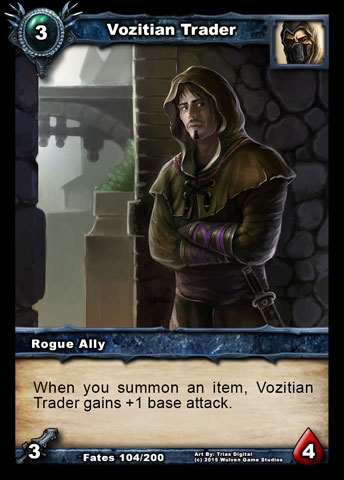 3
Vozitian Trader
Rogue Ally
When you summon an item, Vozitian
Trader gains +1 base attack.
3
Fates 104/200
Art By: Trias Digital
(c) 2015 Wulven Game Studios
4